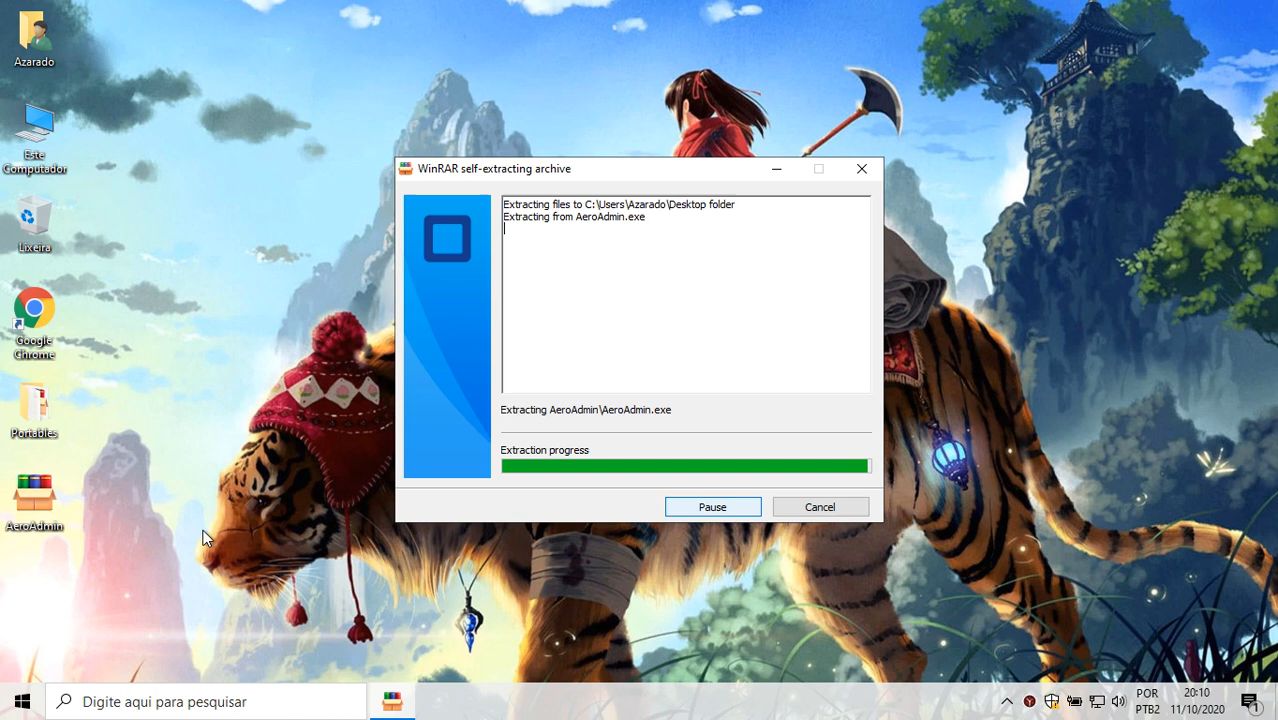 Azarado
Este
Computador
Lixeira
Google
Chrome
Portables
AeroAdmin
WinRAR self-extracting archive
Extracting files to C:\Users\Azarado\Desktop folder
Extracting from AeroAdmin.exe
Extracting AeroAdmin\AeroAdmin.exe
Extraction progress
Pause
Cancel
Digite aqui para pesquisar
POR
PTB2
20:10
11/10/2020
1